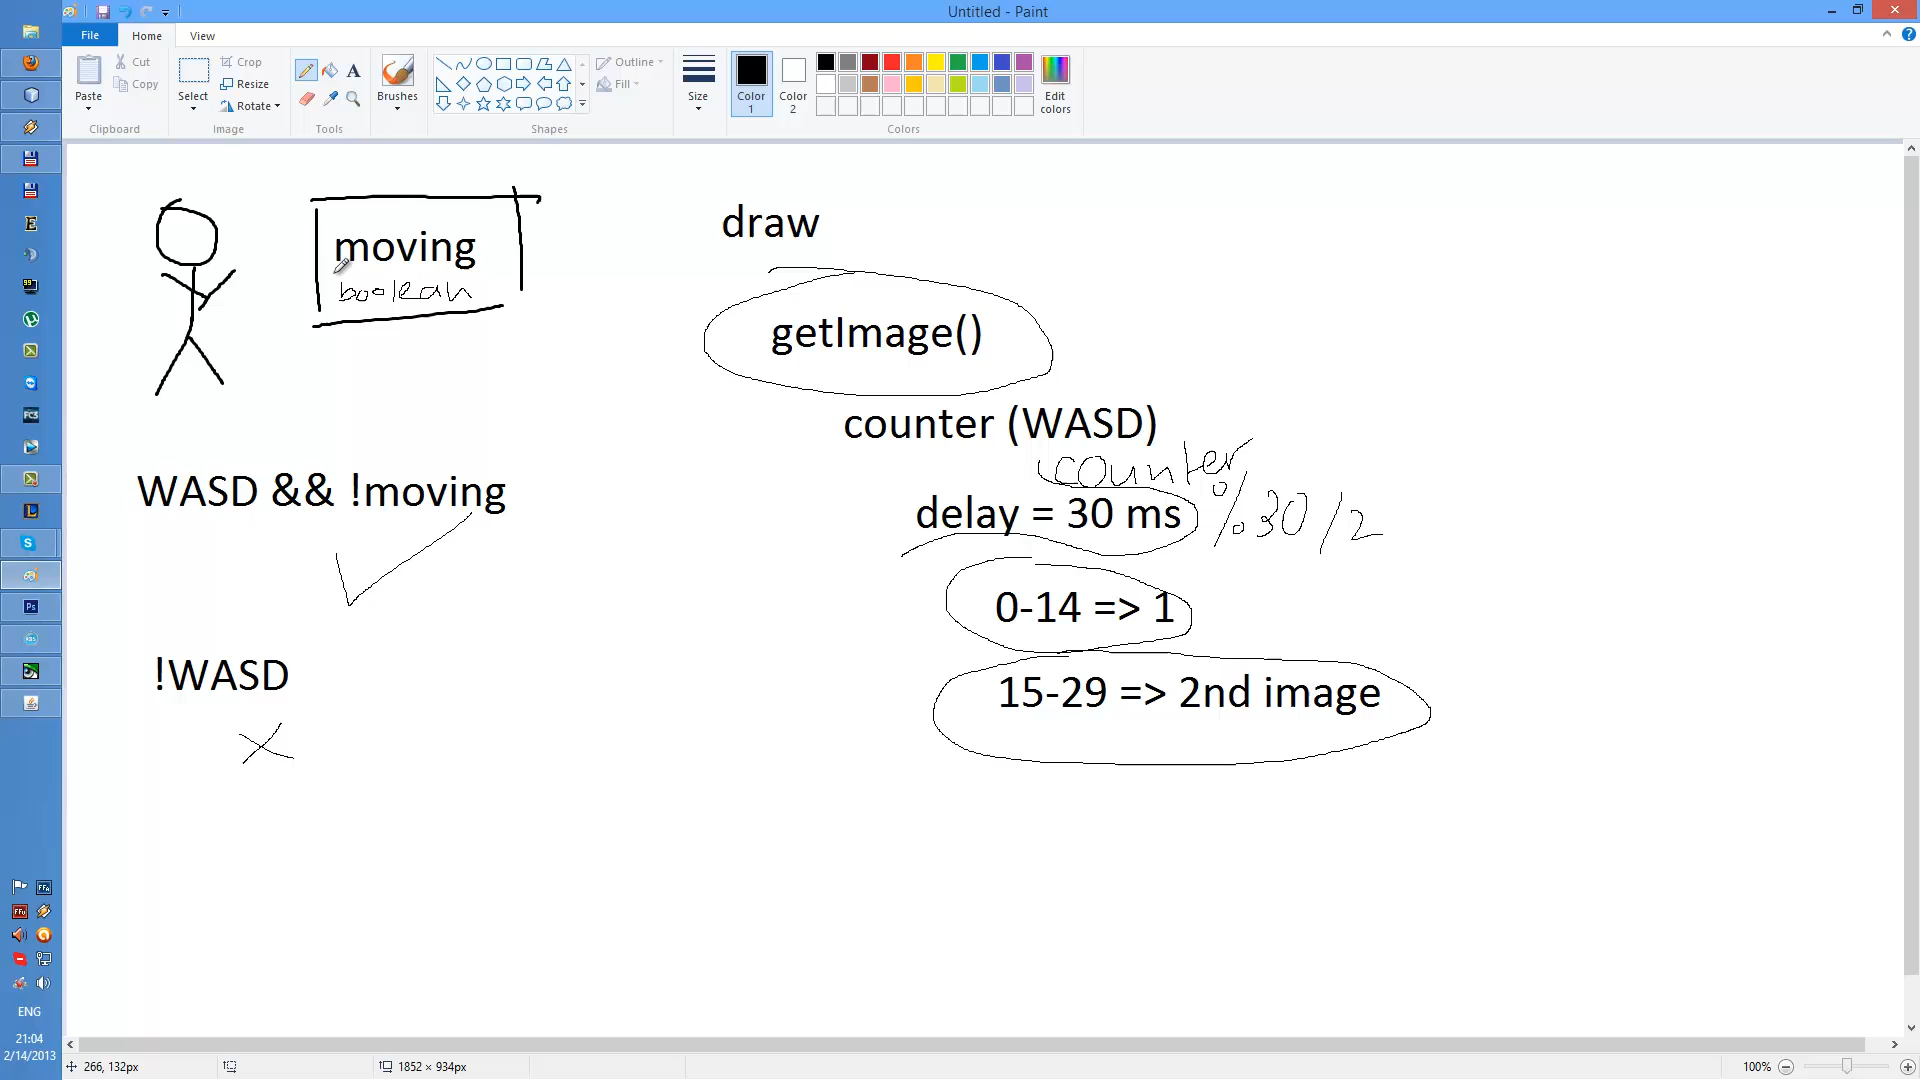 Untitled - Paint
File
Home
View
Paste
Cut
Copy
Clipboard
Select
Crop
Resize
Rotate
Image
Tools
Brushes
Shapes
Outline
Fill
Size
Color 1
Color 2
Edit colors
Colors
moving
boolean
draw
getImage()
counter (WASD)
counter
WASD && !moving
delay = 30 ms
%30/2
0-14 => 1
!WASD
15-29 => 2nd image
ENG
21:04
2/14/2013
266, 132px
1852 × 934px
100%